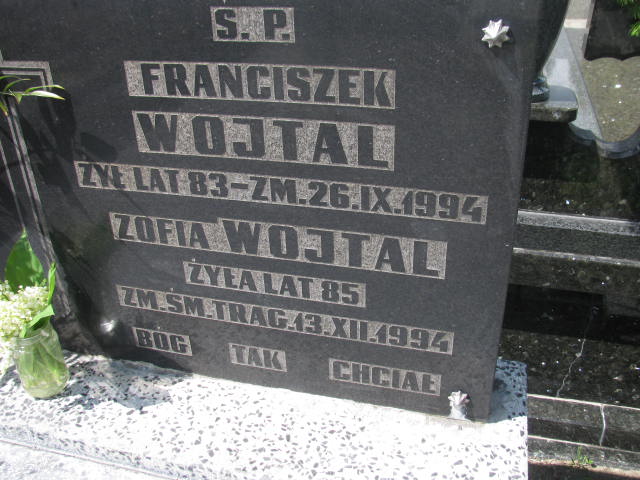 Ś. P.
FRANCISZEK
WOJTAL
ŻYŁ LAT 83-ZM.26.IX.1994
ZOFIA WOJTAL
ŻYŁA LAT 85
ZM.ŚM.TRAG.13.XII.1994
BÓG TAK CHCIAŁ